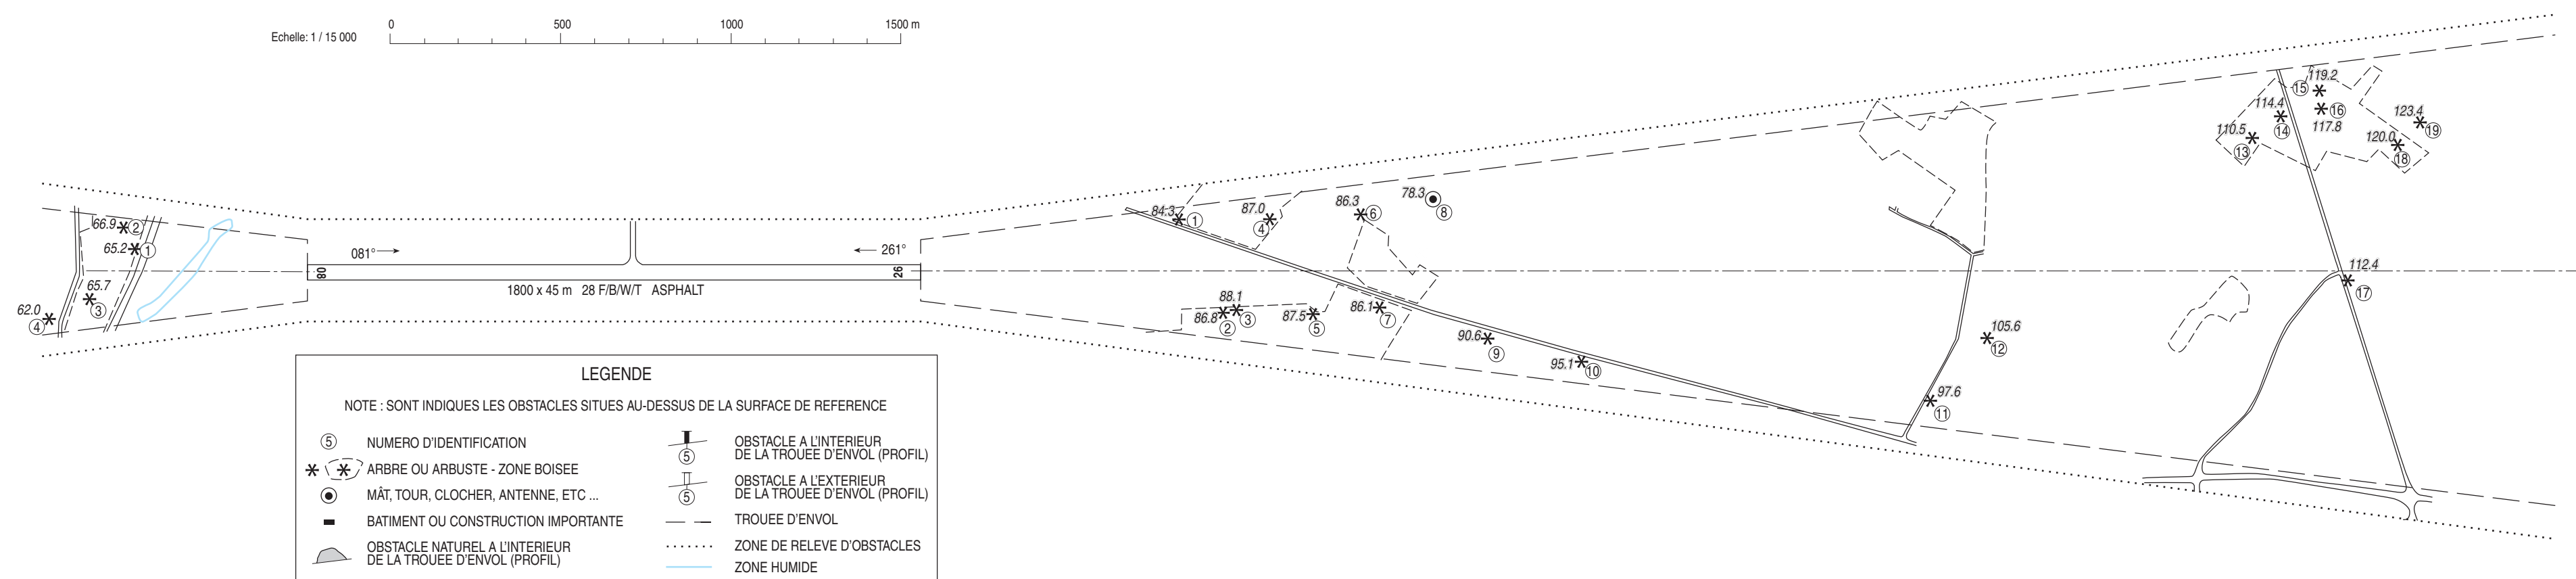 0 500 1000 1500 m
Echelle: 1 / 15 000
66.9 2
65.2 1
65.7 3
62.0 4
081°
261°
08
26
1800 x 45 m 28 F/B/W/T ASPHALT
84.3 1
87.0 4
86.3 6
78.3 8
88.1 3
86.8 2
87.5 5
86.1 7
90.6 9
95.1 10
97.6 11
105.6 12
110.5 13
114.4 14
119.2 15
16 117.8
123.4 19
120.0 18
112.4 17
LEGENDE
NOTE : SONT INDIQUES LES OBSTACLES SITUES AU-DESSUS DE LA SURFACE DE REFERENCE
5 NUMERO D'IDENTIFICATION
ARBRE OU ARBUSTE - ZONE BOISEE
MÂT, TOUR, CLOCHER, ANTENNE, ETC ...
BATIMENT OU CONSTRUCTION IMPORTANTE
OBSTACLE NATUREL A L'INTERIEUR
DE LA TROUEE D'ENVOL (PROFIL)
OBSTACLE A L'INTERIEUR
5 DE LA TROUEE D'ENVOL (PROFIL)
OBSTACLE A L'EXTERIEUR
5 DE LA TROUEE D'ENVOL (PROFIL)
TROUEE D'ENVOL
ZONE DE RELEVE D'OBSTACLES
ZONE HUMIDE